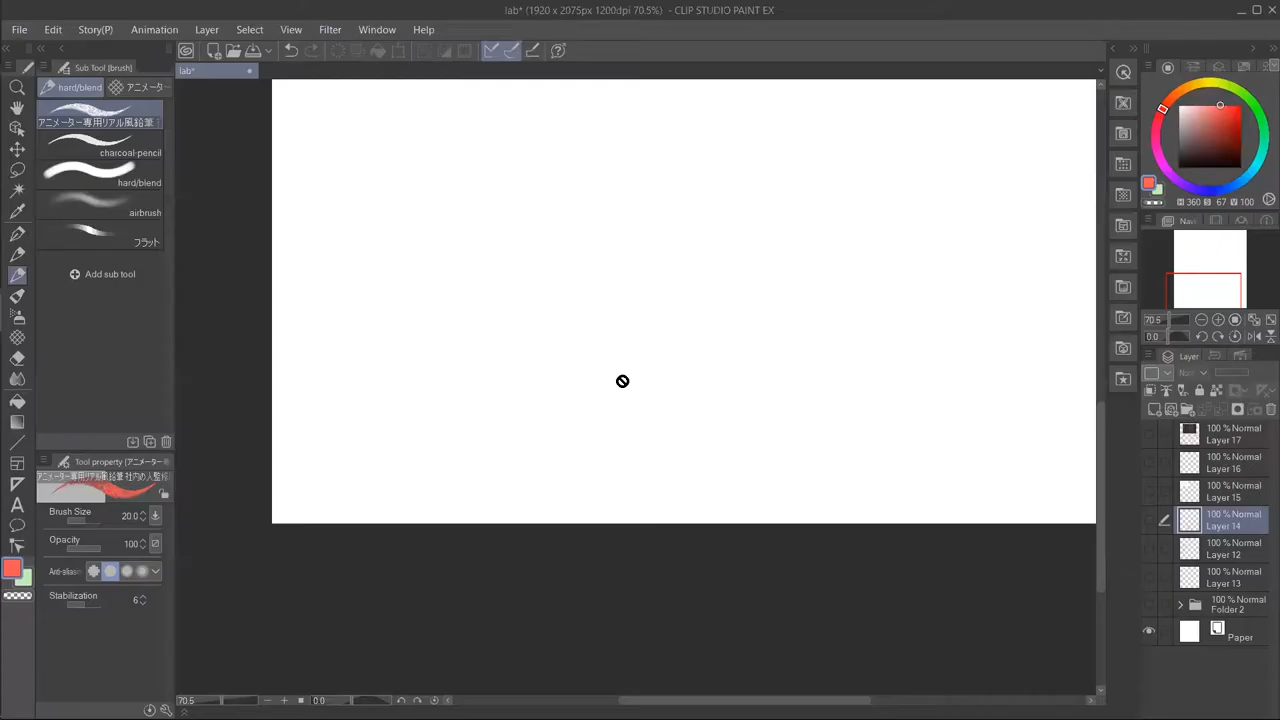 lab* (1920 x 2075px 1200dpi 70.5%) - CLIP STUDIO PAINT EX
File Edit Story(P) Animation Layer Select View Filter Window Help
Sub Tool [brush]
lab*
hard/blend アニメータ
アニメーター専用リアル風鉛筆
charcoal-pencil
hard/blend
airbrush
フラット
Add sub tool
Tool property [アニメーター
Brush Size 20.0
Opacity 100
Anti-aliasing
Stabilization 6
70.5 0.0
H 360 S 67 V 100
Navi
70.5
0.0
Layer
100 % Normal
Layer 17
100 % Normal
Layer 16
100 % Normal
Layer 15
100 % Normal
Layer 14
100 % Normal
Layer 12
100 % Normal
Layer 13
100 % Normal
Folder 2
Paper